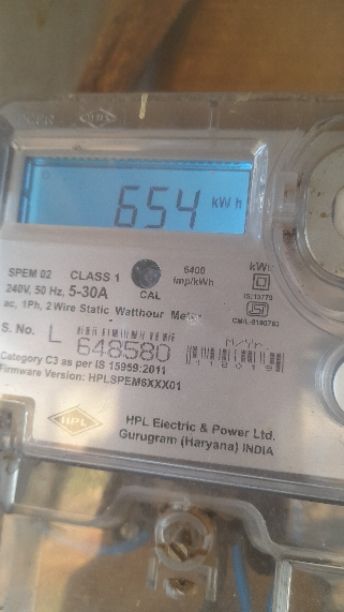 HPL
654 kWh
SPEM 02 CLASS 1 6400 kWh
240V, 50 Hz, 5-30A CAL imp/kWh IS:13779
ac, 1Ph, 2 Wire Static Watthour Meter
S. No. L 648580
Category C3 as per IS 15959:2011
Firmware Version: HPLSPEM6XXX01
HPL HPL Electric & Power Ltd.
Gurugram (Haryana) INDIA